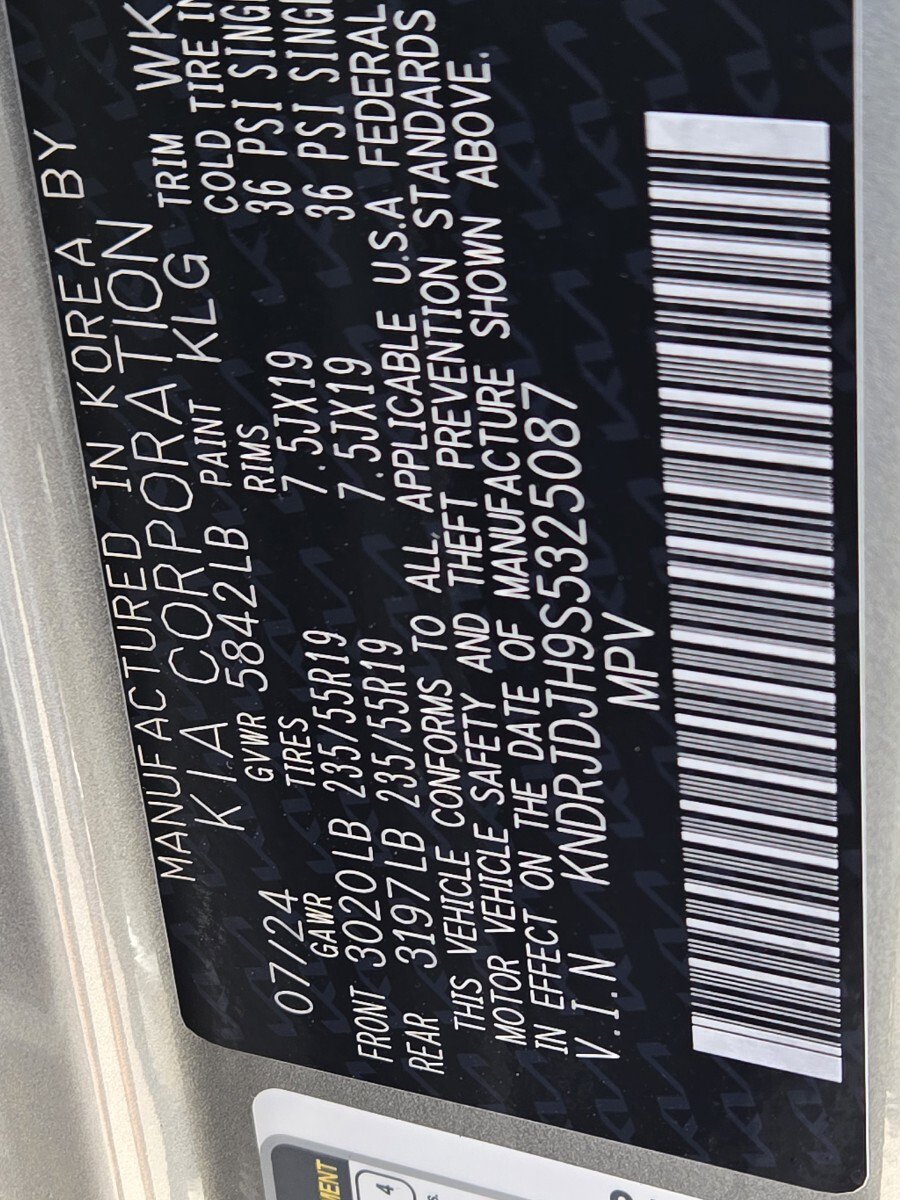 MANUFACTURED IN KOREA BY
KIA CORPORATION
07/24 GVWR 5842LB PAINT KLG TRIM WK
GAWR TIRES RIMS COLD TIRE
FRONT 3020LB 235/55R19 7.5JX19 36 PSI
REAR 3197LB 235/55R19 7.5JX19 36 PSI
THIS VEHICLE CONFORMS TO ALL APPLICABLE U.S.A FEDERAL
MOTOR VEHICLE SAFETY AND THEFT PREVENTION STANDARDS
IN EFFECT ON THE DATE OF MANUFACTURE SHOWN ABOVE.
V.I.N KNDRJDJH9S5325087
MPV
4